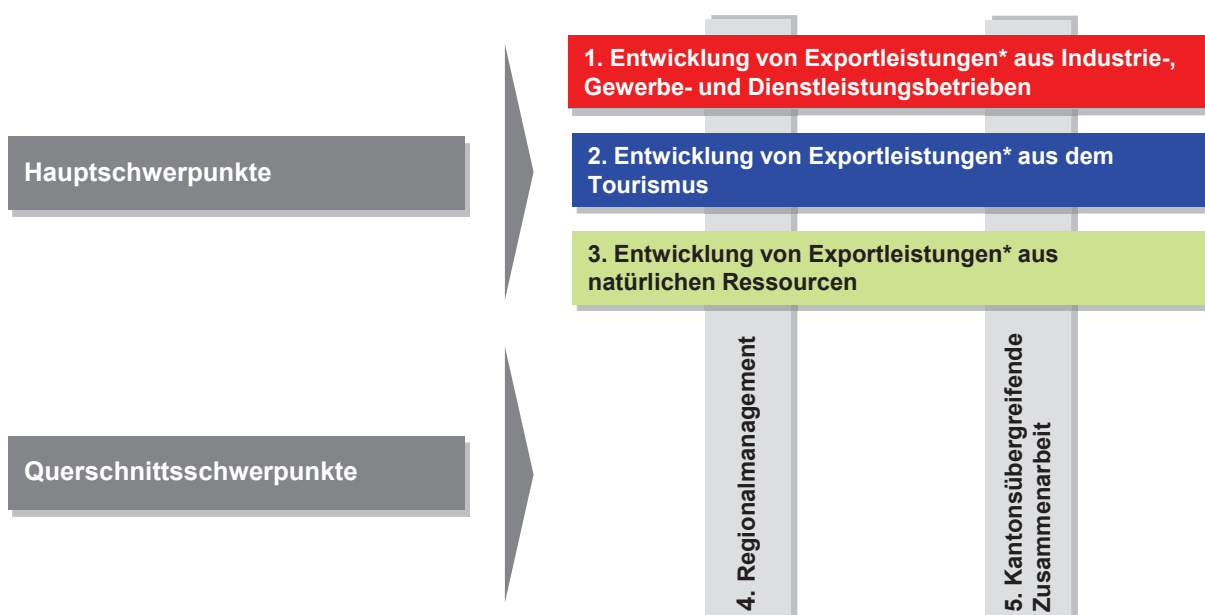 Hauptschwerpunkte
1. Entwicklung von Exportleistungen* aus Industrie-,
Gewerbe- und Dienstleistungsbetrieben
2. Entwicklung von Exportleistungen* aus dem
Tourismus
3. Entwicklung von Exportleistungen* aus
natürlichen Ressourcen
Querschnittsschwerpunkte
4. Regionalmanagement
5. Kantonsübergreifende
Zusammenarbeit